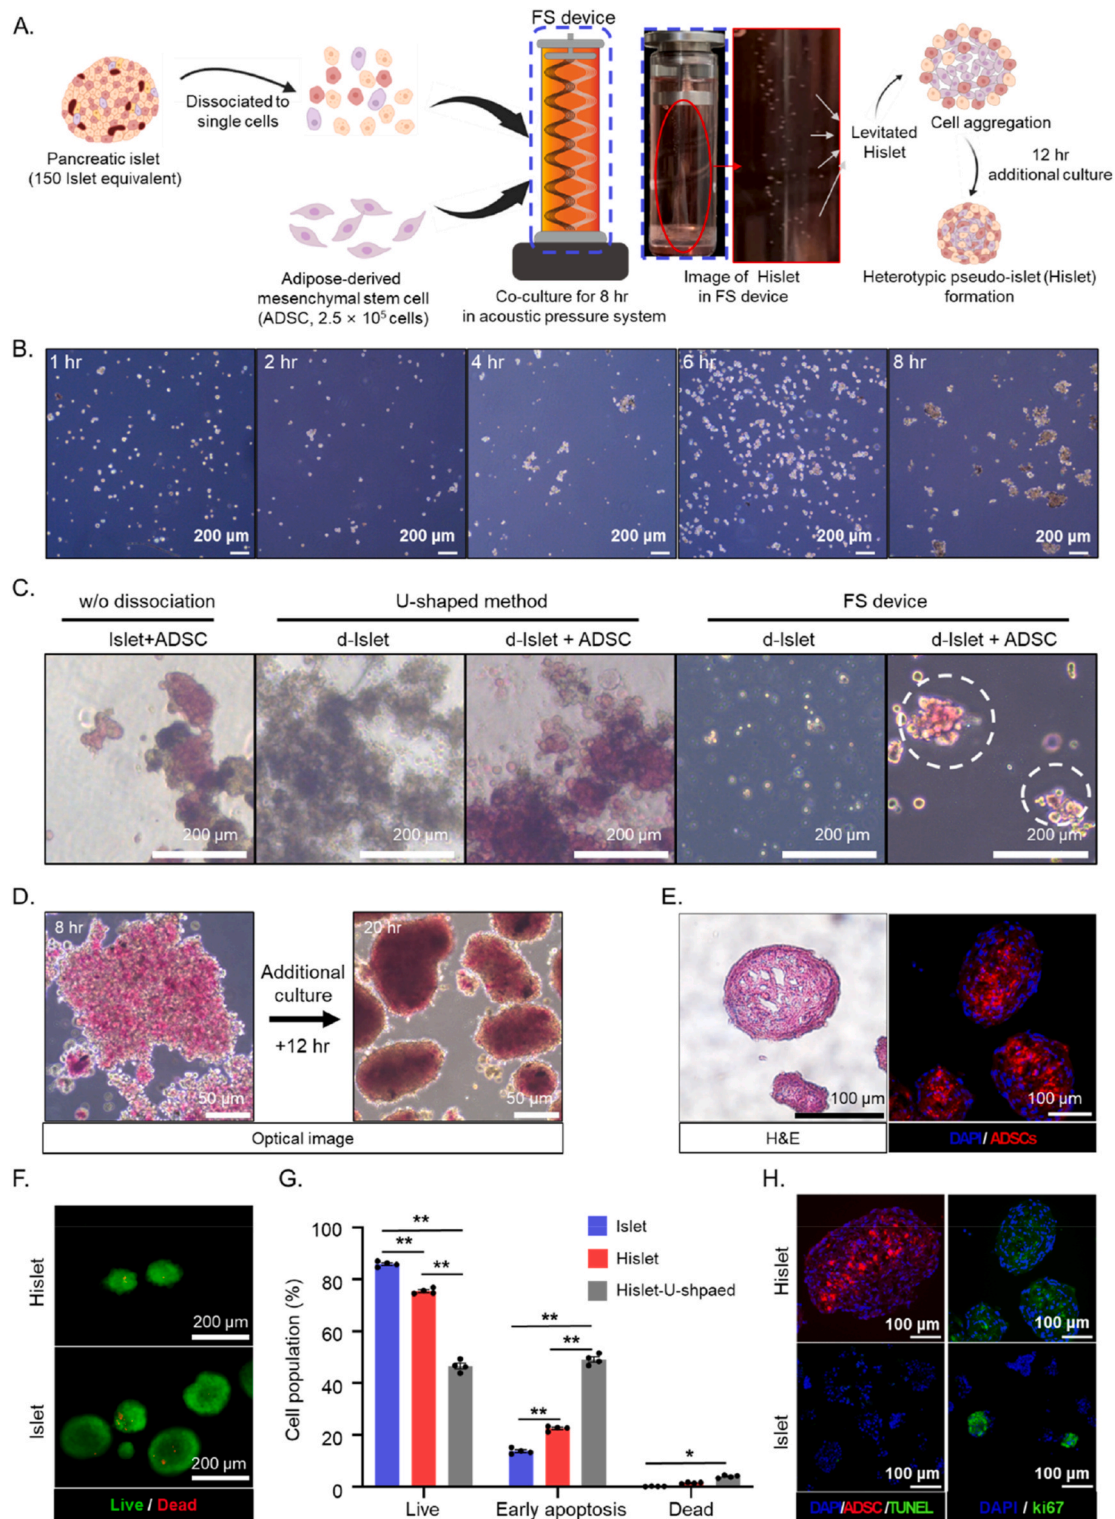 A.
FS device
Dissociated to
single cells
Pancreatic islet
(150 Islet equivalent)
Adipose-derived
mesenchymal stem cell
(ADSC, 2.5 × 10⁵ cells)
Co-culture for 8 hr
in acoustic pressure system
Image of Hislet
in FS device
Levitated
Hislet
Cell aggregation
12 hr
additional culture
Heterotypic pseudo-islet (Hislet)
formation
B.
1 hr
2 hr
4 hr
6 hr
8 hr
200 µm
200 µm
200 µm
200 µm
200 µm
C.
w/o dissociation
U-shaped method
FS device
Islet+ADSC
d-Islet
d-Islet + ADSC
d-Islet
d-Islet + ADSC
200 µm
200 µm
200 µm
200 µm
200 µm
D.
8 hr
Additional
culture
+12 hr
20 hr
50 µm
50 µm
Optical image
E.
100 µm
100 µm
H&E
DAPI/ ADSCs
F.
Hislet
200 µm
Islet
200 µm
Live / Dead
G.
Cell population (%)
100
80
60
40
20
0
**
**
**
**
**
**
*
Islet
Hislet
Hislet-U-shpaed
Live
Early apoptosis
Dead
H.
Hislet
100 µm
100 µm
Islet
100 µm
100 µm
DAPI/ADSC/TUNEL
DAPI / ki67